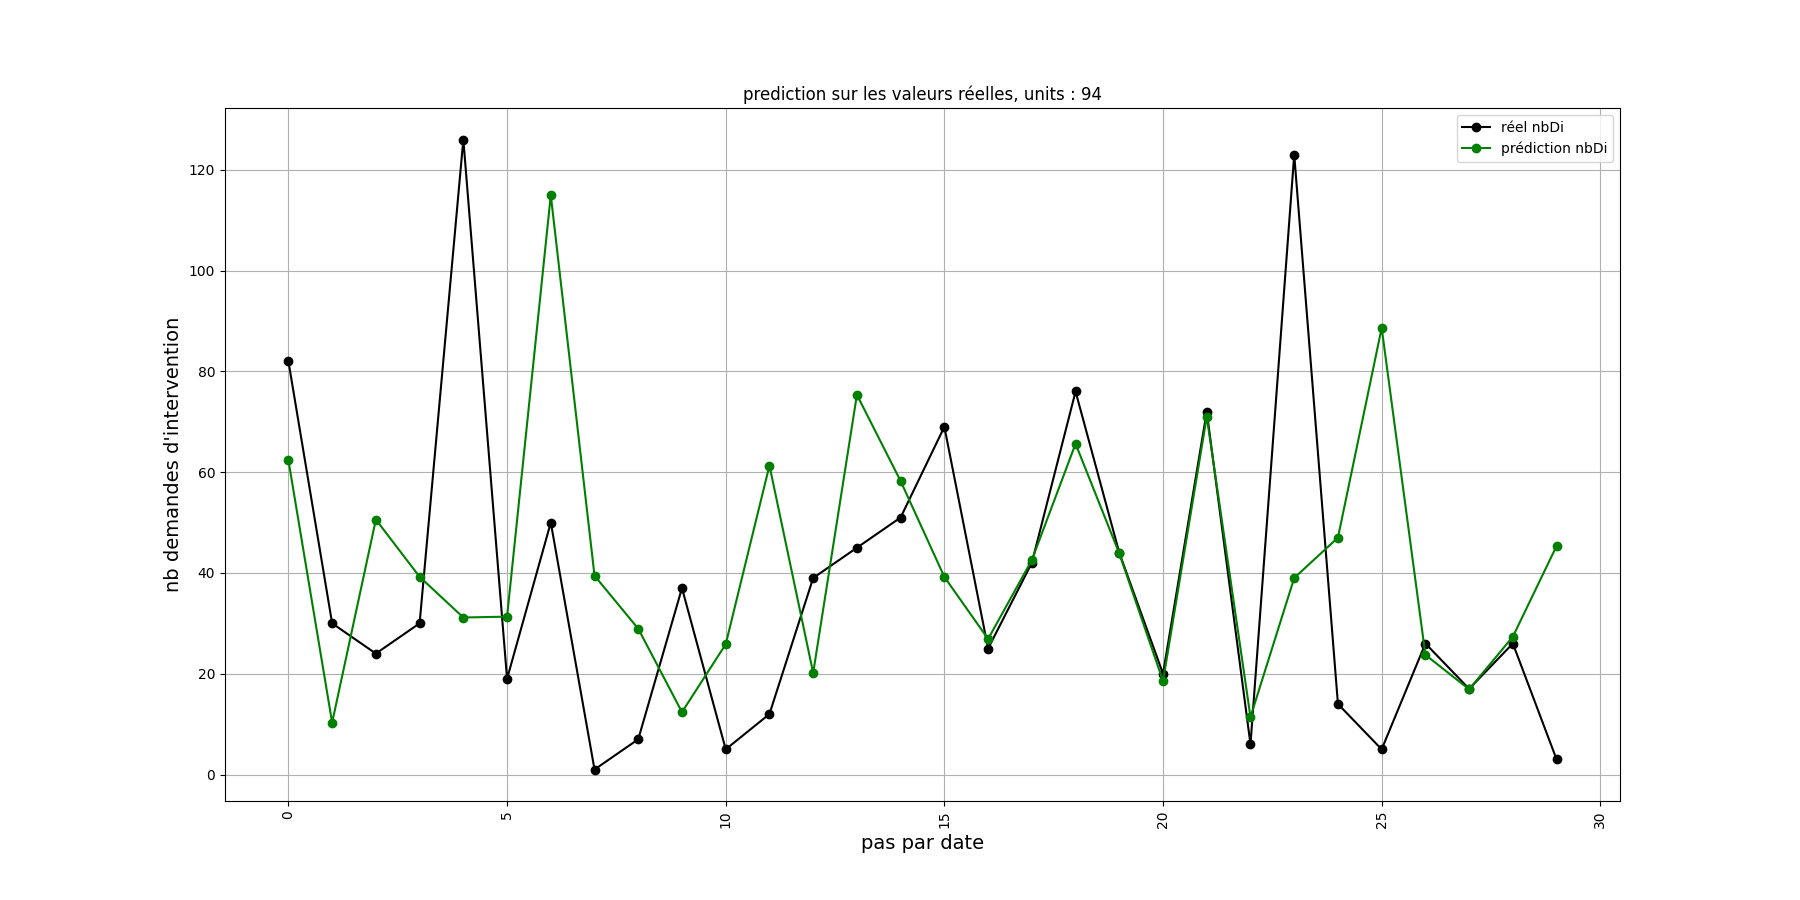 prediction sur les valeurs réelles, units : 94
réel nbDi
prédiction nbDi
nb demandes d'intervention
120
100
80
60
40
20
0
0 5 10 15 20 25 30
pas par date